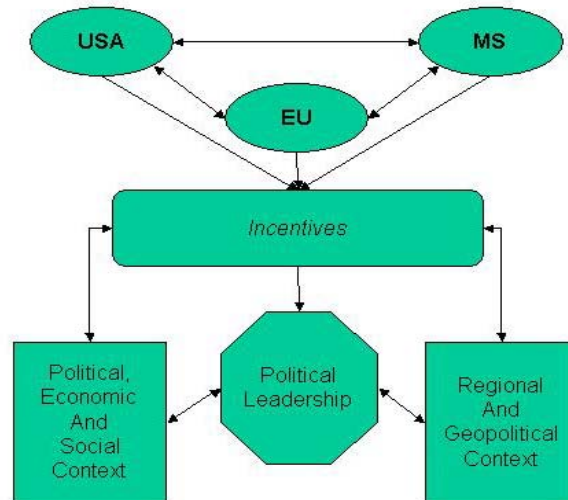 USA
MS
EU
Incentives
Political,
Economic
And
Social
Context
Political
Leadership
Regional
And
Geopolitical
Context